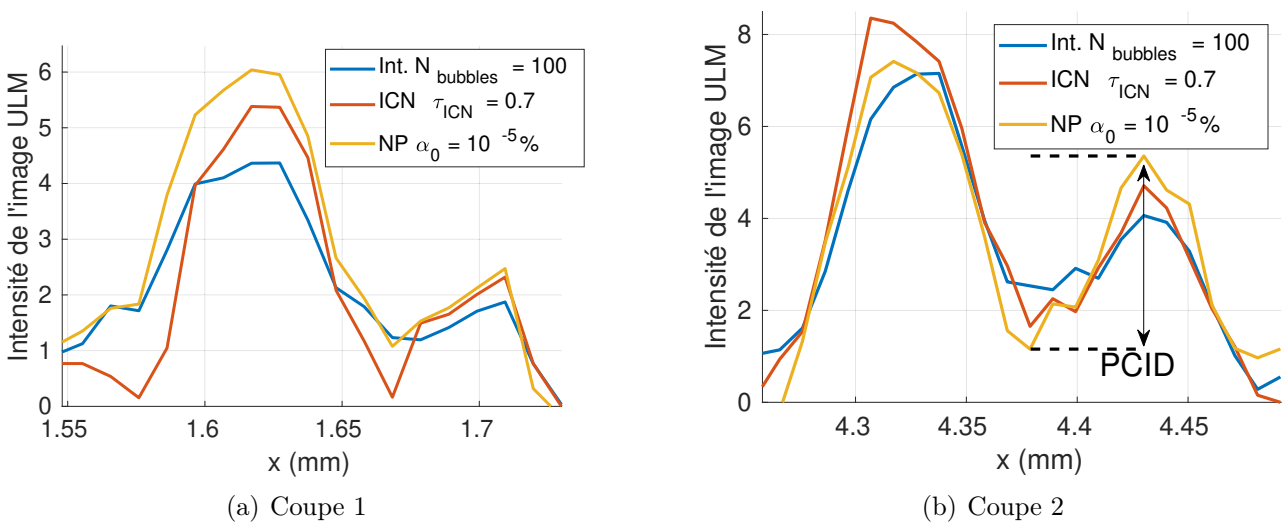 Intensité de l'image ULM
6
5
4
3
2
1
0
1.55
1.6
1.65
1.7
x (mm)
Int. N bubbles = 100
ICN τICN = 0.7
NP α0 = 10 -5%
(a) Coupe 1
Intensité de l'image ULM
8
6
4
2
0
4.3
4.35
4.4
4.45
x (mm)
Int. N bubbles = 100
ICN τICN = 0.7
NP α0 = 10 -5%
PCID
(b) Coupe 2